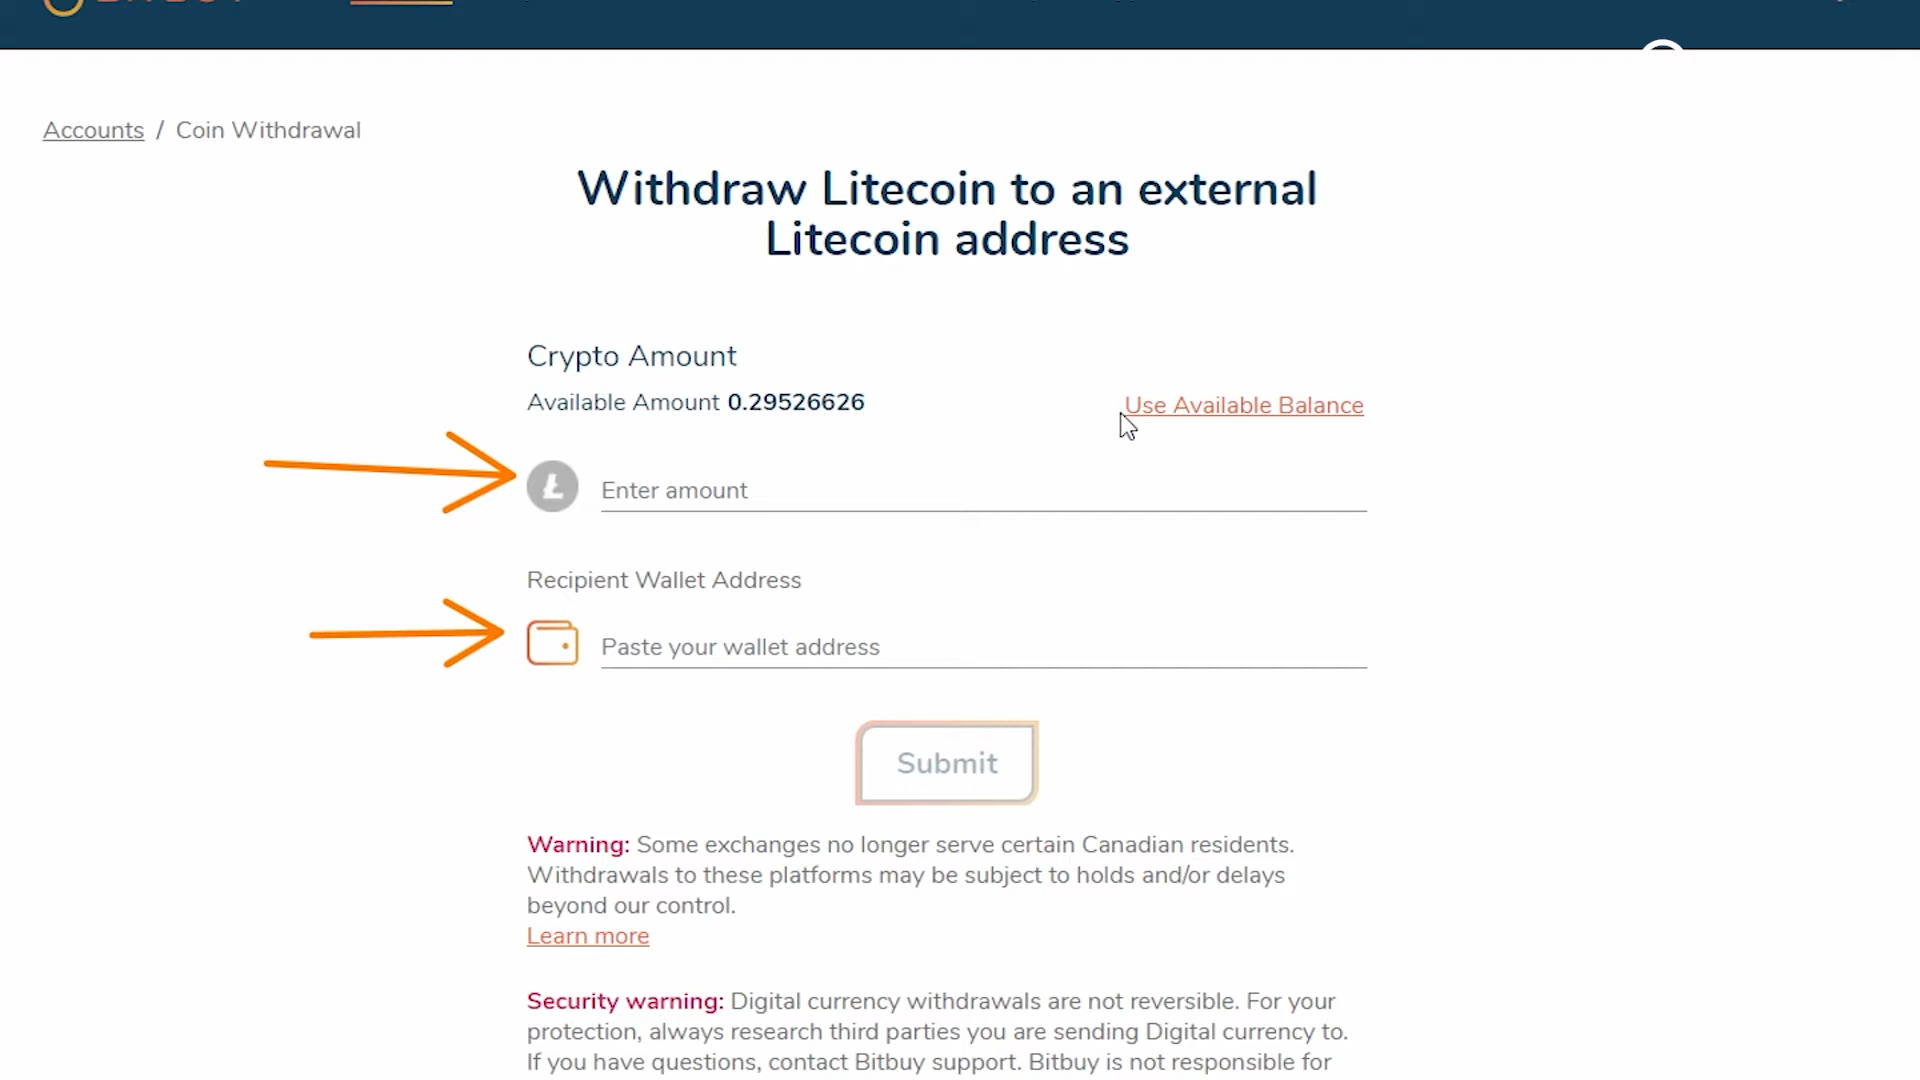 Accounts / Coin Withdrawal
Withdraw Litecoin to an external
Litecoin address
Crypto Amount
Available Amount 0.29526626
Use Available Balance
Enter amount
Recipient Wallet Address
Paste your wallet address
Submit
Warning: Some exchanges no longer serve certain Canadian residents.
Withdrawals to these platforms may be subject to holds and/or delays
beyond our control.
Learn more
Security warning: Digital currency withdrawals are not reversible. For your
protection, always research third parties you are sending Digital currency to.
If you have questions, contact Bitbuy support. Bitbuy is not responsible for